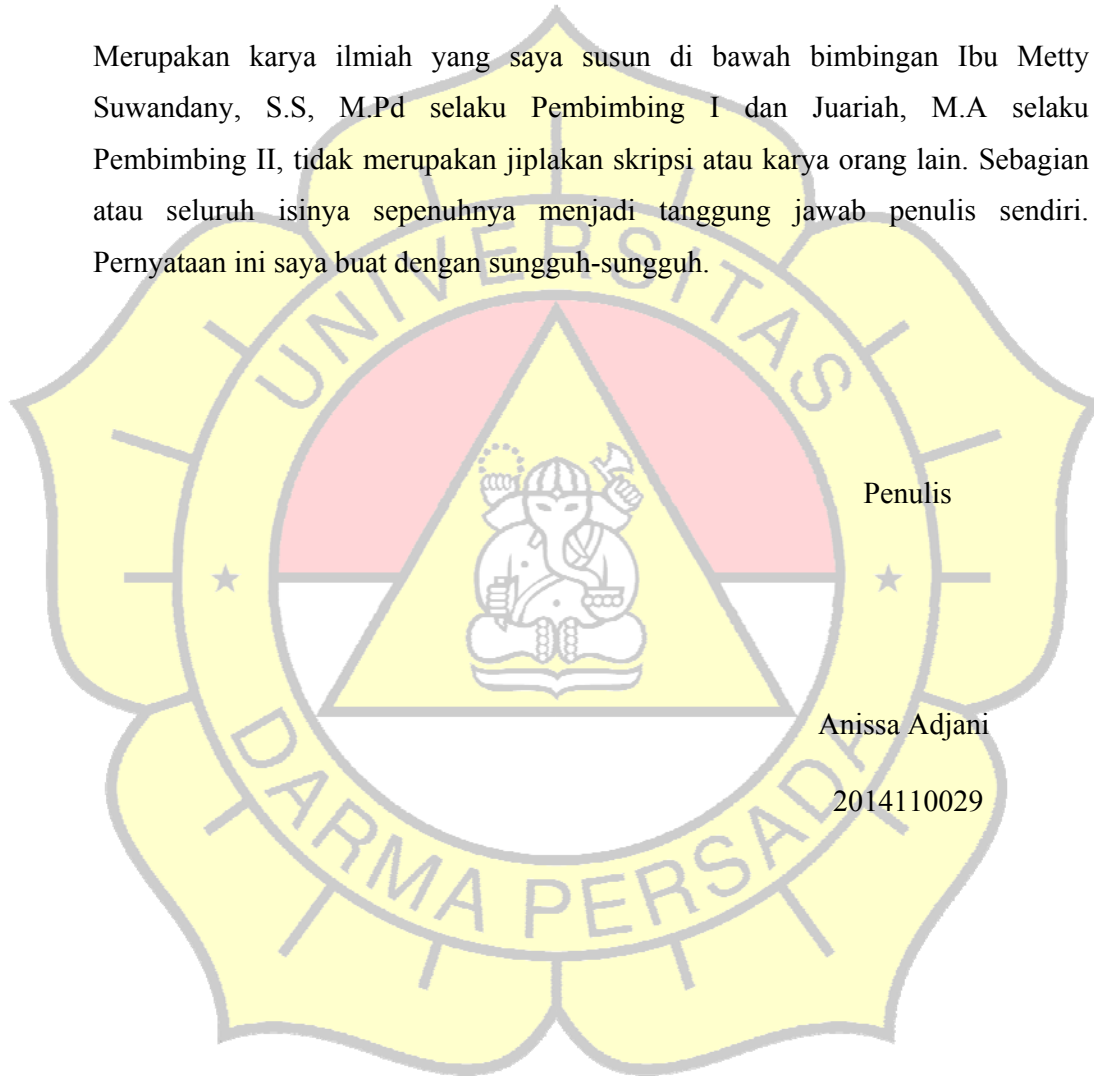 Merupakan karya ilmiah yang saya susun di bawah bimbingan Ibu Metty
Suwandany, S.S, M.Pd selaku Pembimbing I dan Juariah, M.A selaku
Pembimbing II, tidak merupakan jiplakan skripsi atau karya orang lain. Sebagian
atau seluruh isinya sepenuhnya menjadi tanggung jawab penulis sendiri.
Pernyataan ini saya buat dengan sungguh-sungguh.
UNIVERSITAS
Penulis
Anissa Adjani
2014110029
DARMA PERSADA